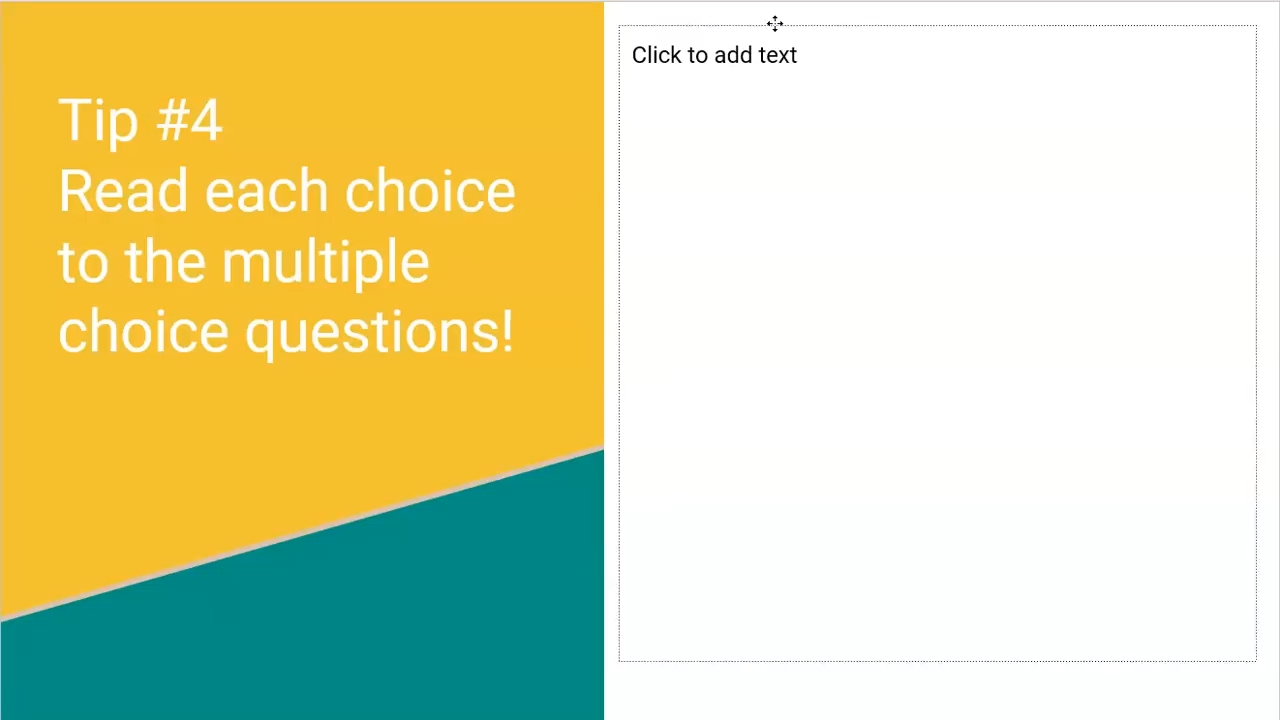 Tip #4
Read each choice
to the multiple
choice questions!
Click to add text